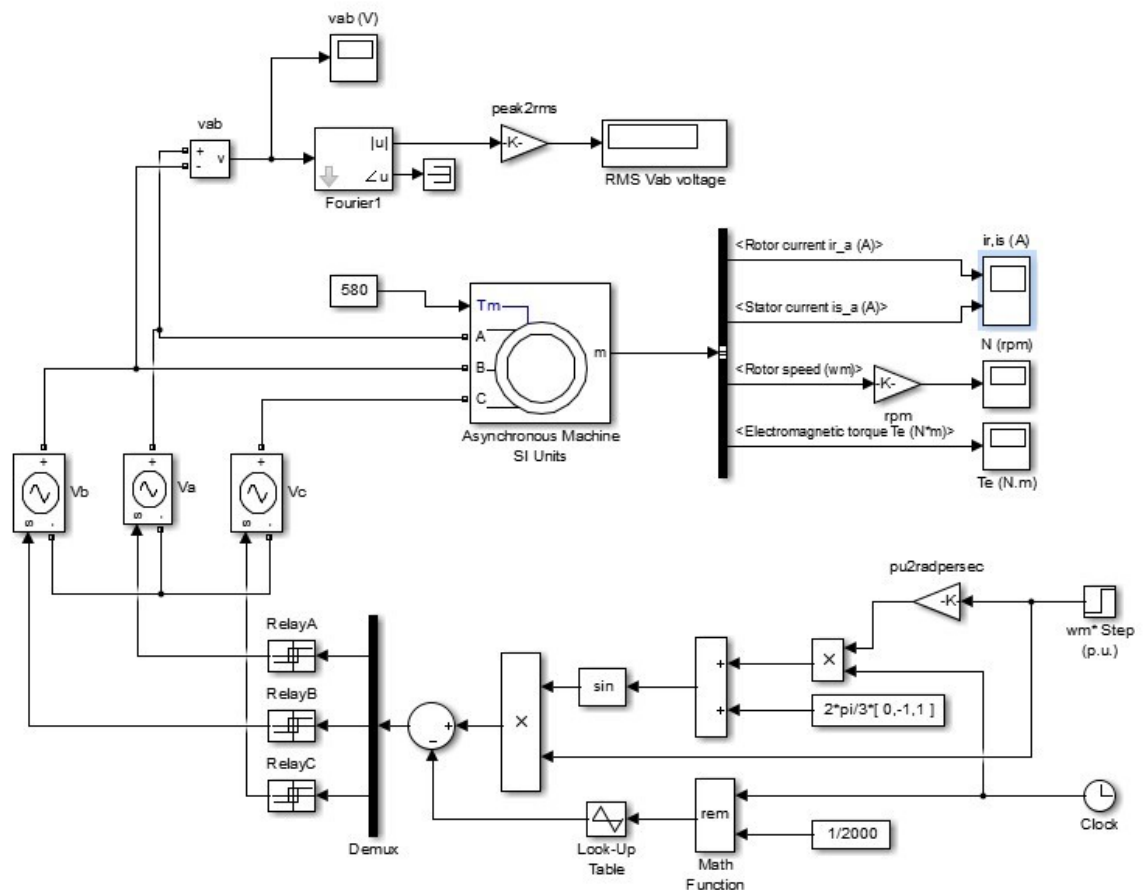 vab (V)
vab
+
-
v
|u|
∠u
Fourier1
peak2rms
-K-
RMS Vab voltage
580
Tm
A
B
C
m
Asynchronous Machine
SI Units
<Rotor current ir_a (A)>
<Stator current is_a (A)>
<Rotor speed (wm)>
<Electromagnetic torque Te (N*m)>
ir,is (A)
N (rpm)
-K-
rpm
Te (N.m)
+
s
-
Vb
+
s
-
Va
+
s
-
Vc
RelayA
RelayB
RelayC
Demux
+
−
×
sin
+
+
×
pu2radpersec
-K-
wm* Step
(p.u.)
2*pi/3*[ 0,-1,1 ]
Look-Up
Table
rem
Math
Function
1/2000
Clock